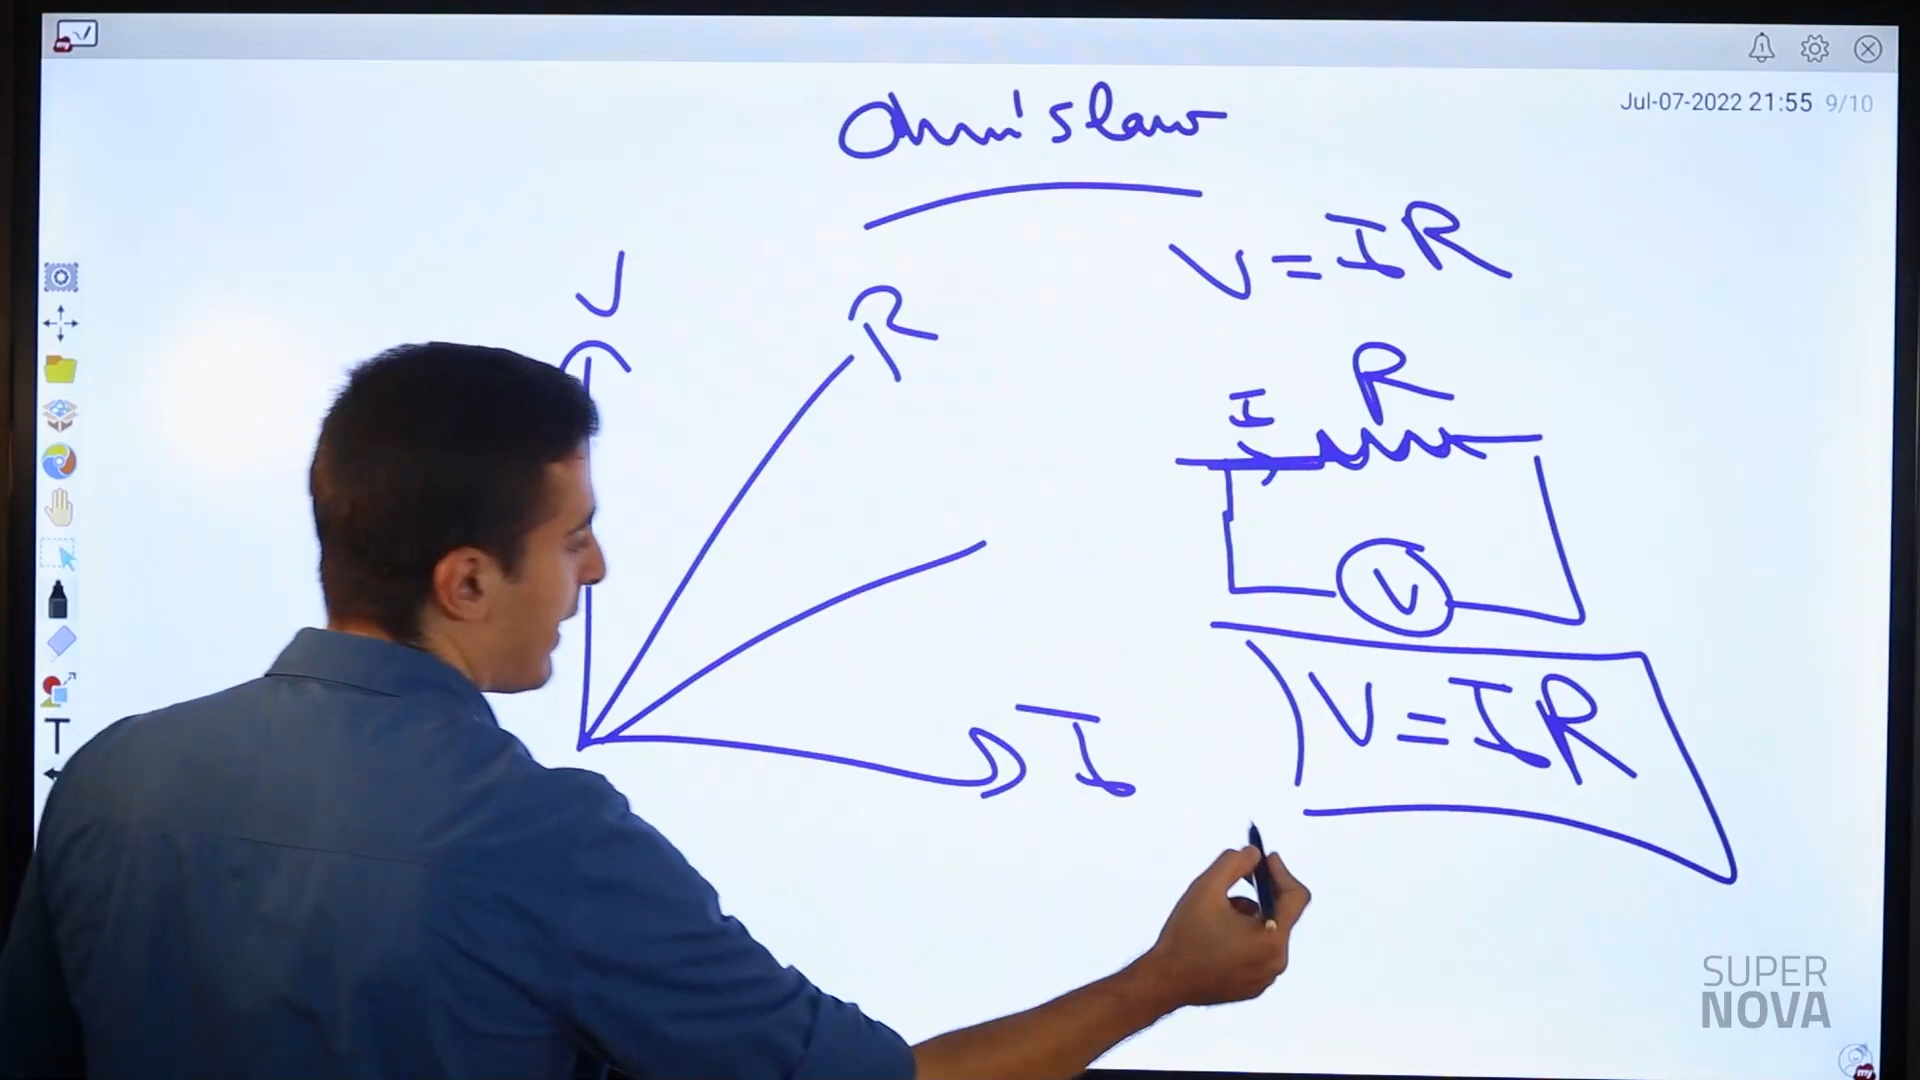 Jul-07-2022 21:55 9/10
Ohm's law
V = IR
V
R
R
I
V
I
V = IR
T
SUPER
NOVA